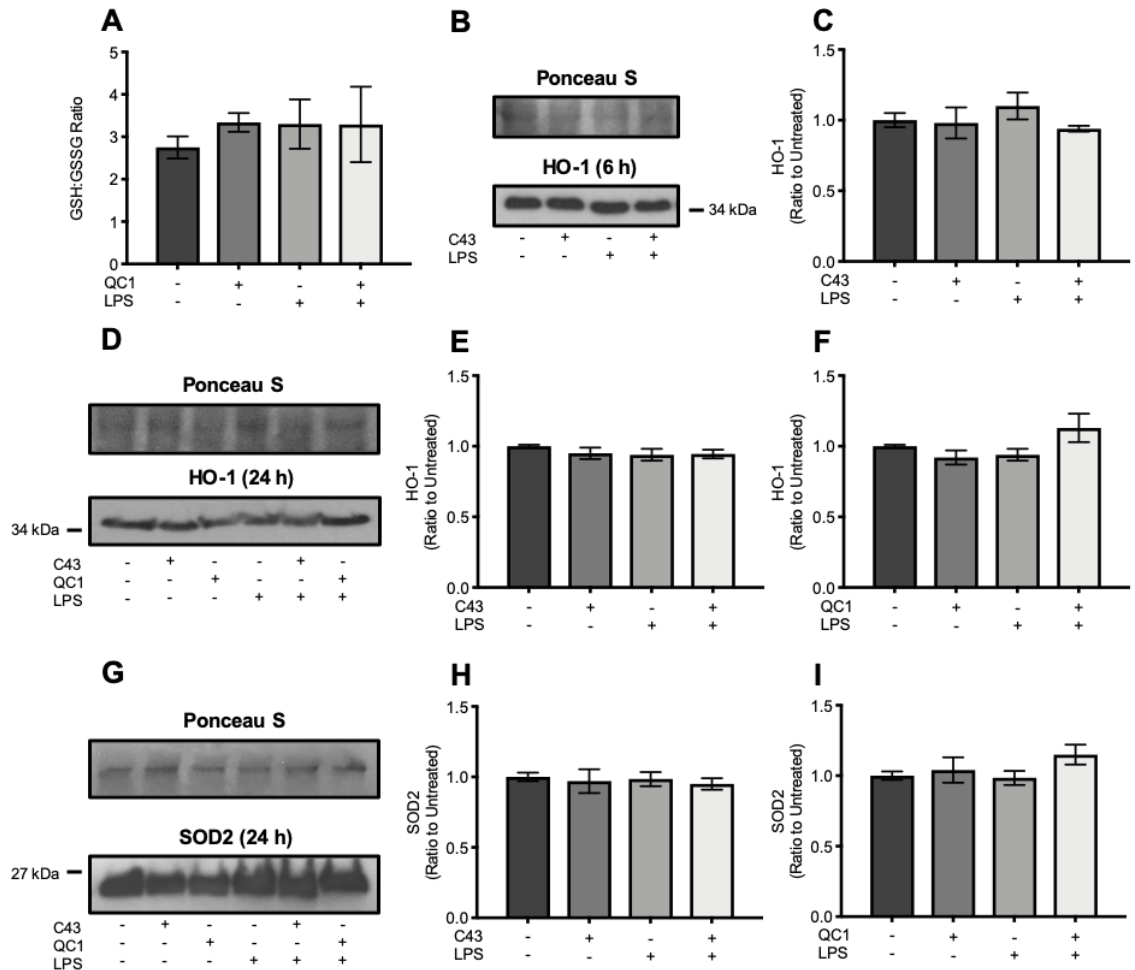 A
GSH:GSSG Ratio
5
4
3
2
1
0
QC1 - + - +
LPS - - + +
B
Ponceau S
HO-1 (6 h)
34 kDa
C43 - + - +
LPS - - + +
C
HO-1
(Ratio to Untreated)
1.5
1.0
0.5
0.0
C43 - + - +
LPS - - + +
D
Ponceau S
HO-1 (24 h)
34 kDa
C43 - + - - + -
QC1 - - + - - +
LPS - - - + + +
E
HO-1
(Ratio to Untreated)
1.5
1.0
0.5
0.0
C43 - + - +
LPS - - + +
F
HO-1
(Ratio to Untreated)
1.5
1.0
0.5
0.0
QC1 - + - +
LPS - - + +
G
Ponceau S
SOD2 (24 h)
27 kDa
C43 - + - - + -
QC1 - - + - - +
LPS - - - + + +
H
SOD2
(Ratio to Untreated)
1.5
1.0
0.5
0.0
C43 - + - +
LPS - - + +
I
SOD2
(Ratio to Untreated)
1.5
1.0
0.5
0.0
QC1 - + - +
LPS - - + +